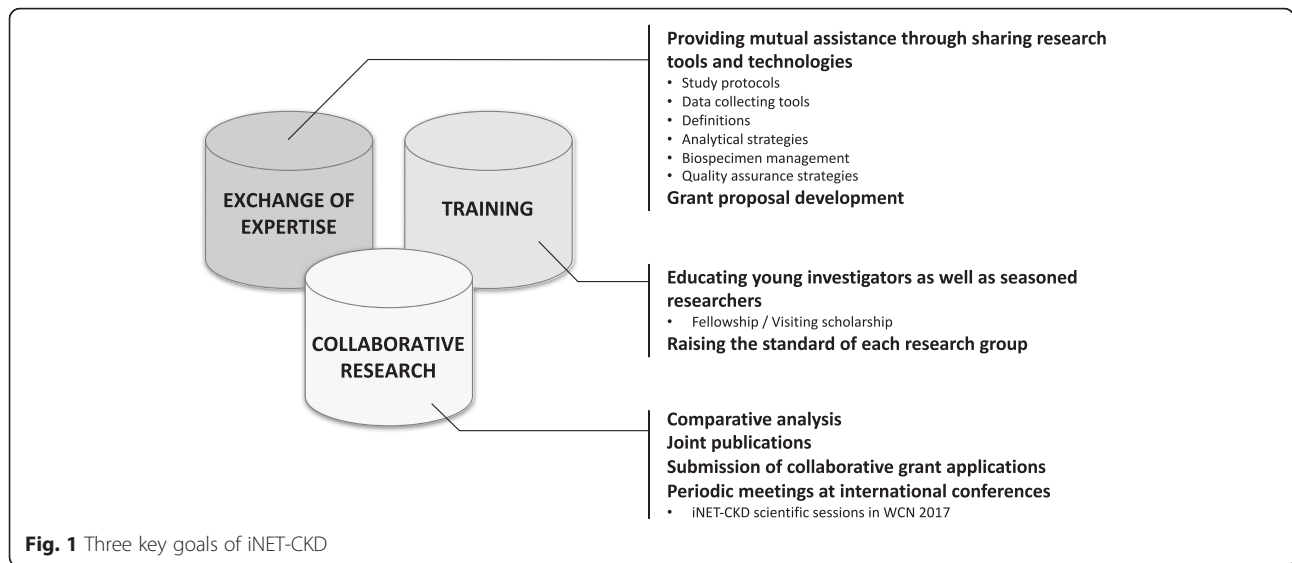 Providing mutual assistance through sharing research
tools and technologies
• Study protocols
• Data collecting tools
• Definitions
• Analytical strategies
• Biospecimen management
• Quality assurance strategies
Grant proposal development
EXCHANGE OF
EXPERTISE
TRAINING
Educating young investigators as well as seasoned
researchers
• Fellowship / Visiting scholarship
Raising the standard of each research group
COLLABORATIVE
RESEARCH
Comparative analysis
Joint publications
Submission of collaborative grant applications
Periodic meetings at international conferences
• iNET-CKD scientific sessions in WCN 2017
Fig. 1 Three key goals of iNET-CKD